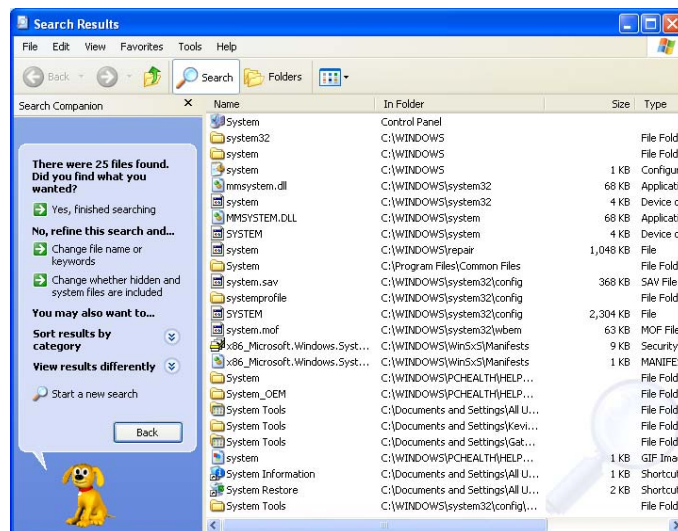 Search Results
File Edit View Favorites Tools Help
Back Search Folders
Search Companion
There were 25 files found.
Did you find what you
wanted?
Yes, finished searching
No, refine this search and...
Change file name or
keywords
Change whether hidden and
system files are included
You may also want to...
Sort results by
category
View results differently
Start a new search
Back
Name In Folder Size Type
System Control Panel
system32 C:\WINDOWS File Fold
system C:\WINDOWS File Fold
system C:\WINDOWS 1 KB Configur
mmsystem.dll C:\WINDOWS\system32 68 KB Applicati
system C:\WINDOWS\system32 4 KB Device d
MMSYSTEM.DLL C:\WINDOWS\system 68 KB Applicati
SYSTEM C:\WINDOWS\system 4 KB Device d
system C:\WINDOWS\repair 1,048 KB File
System C:\Program Files\Common Files File Fold
system.sav C:\WINDOWS\system32\config 368 KB SAV File
systemprofile C:\WINDOWS\system32\config File Fold
SYSTEM C:\WINDOWS\system32\config 2,304 KB File
system.mof C:\WINDOWS\system32\wbem 63 KB MOF File
x86_Microsoft.Windows.Syst... C:\WINDOWS\WinSxS\Manifests 9 KB Security
x86_Microsoft.Windows.Syst... C:\WINDOWS\WinSxS\Manifests 1 KB MANIFE
System C:\WINDOWS\PCHEALTH\HELP... File Fold
System_OEM C:\WINDOWS\PCHEALTH\HELP... File Fold
System Tools C:\Documents and Settings\All U... File Fold
System Tools C:\Documents and Settings\Kevi... File Fold
System Tools C:\Documents and Settings\Gat... File Fold
system C:\WINDOWS\PCHEALTH\HELP... 1 KB GIF Imag
System Information C:\Documents and Settings\All U... 1 KB Shortcut
System Restore C:\Documents and Settings\All U... 2 KB Shortcut
System Tools C:\WINDOWS\system32\config\... File Fold